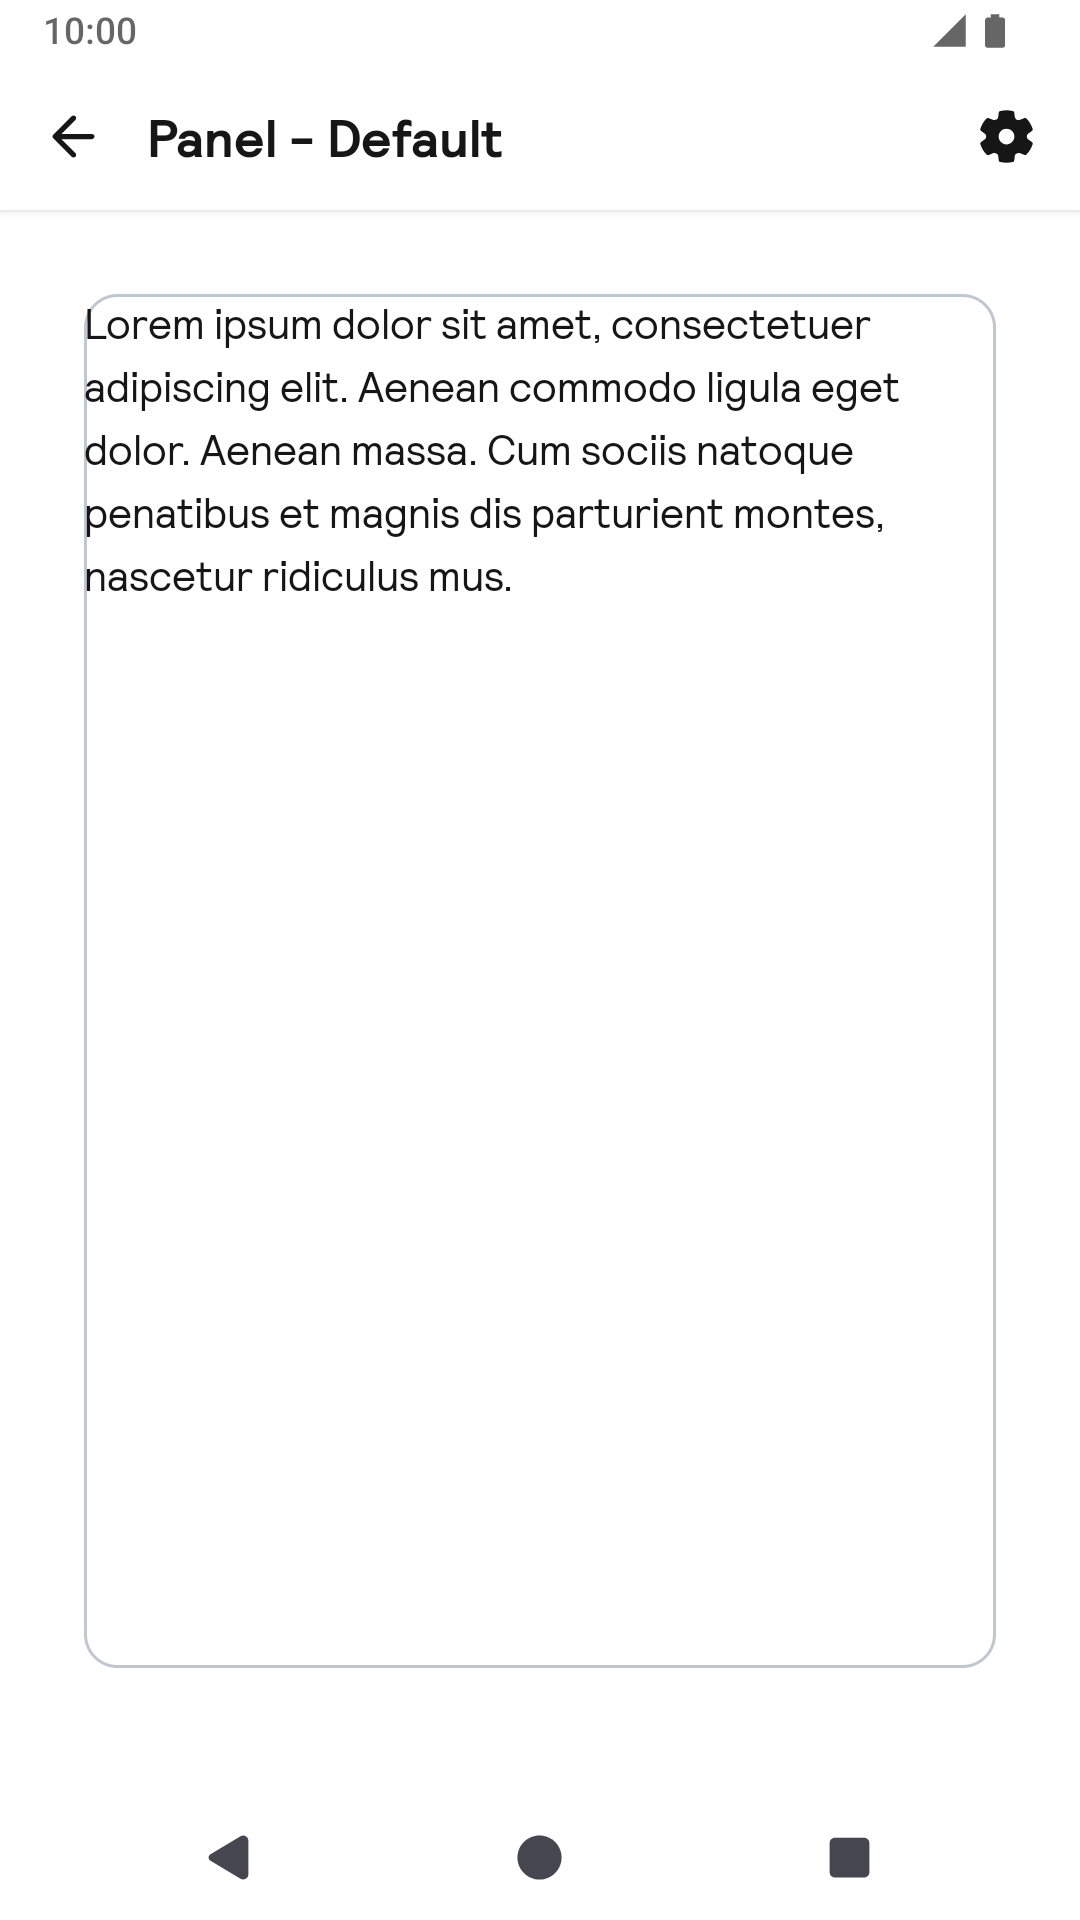 10:00
Panel - Default
Lorem ipsum dolor sit amet, consectetuer
adipiscing elit. Aenean commodo ligula eget
dolor. Aenean massa. Cum sociis natoque
penatibus et magnis dis parturient montes,
nascetur ridiculus mus.